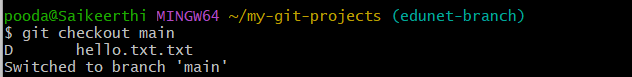 pooda@Saikeerthi MINGW64 ~/my-git-projects (edunet-branch)
$ git checkout main
D       hello.txt.txt
Switched to branch 'main'